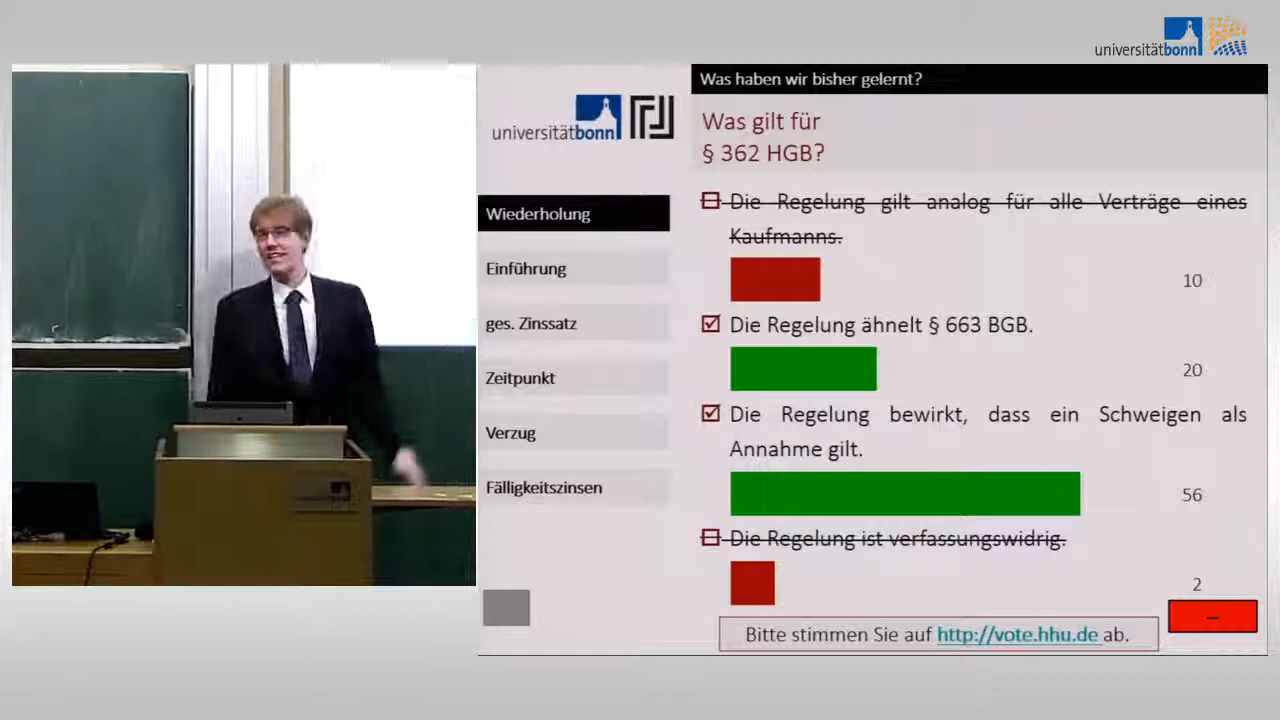 universitätbonn
Was haben wir bisher gelernt?
universitätbonn
Was gilt für
§ 362 HGB?
Wiederholung
Einführung
ges. Zinssatz
Zeitpunkt
Verzug
Fälligkeitszinsen
Die Regelung gilt analog für alle Verträge eines
Kaufmanns.
10
Die Regelung ähnelt § 663 BGB.
20
Die Regelung bewirkt, dass ein Schweigen als
Annahme gilt.
56
Die Regelung ist verfassungswidrig.
2
Bitte stimmen Sie auf http://vote.hhu.de ab.